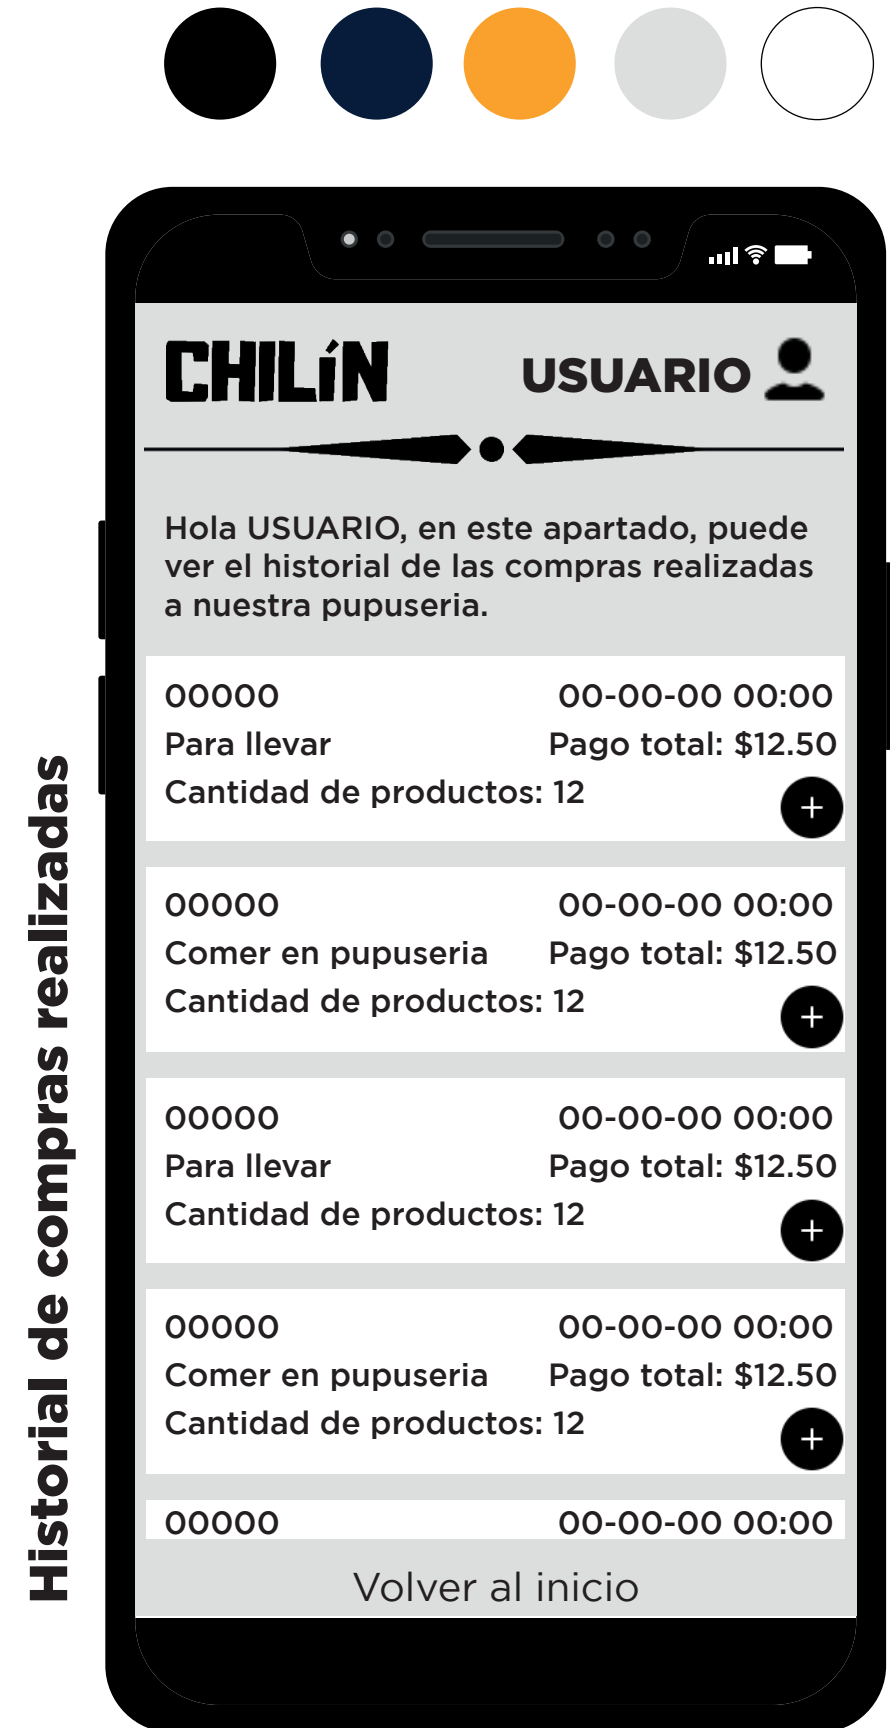 CHILíN
USUARIO
Hola USUARIO, en este apartado, puede
ver el historial de las compras realizadas
a nuestra pupuseria.
00000 00-00-00 00:00
Para llevar Pago total: $12.50
Cantidad de productos: 12
+
00000 00-00-00 00:00
Comer en pupuseria Pago total: $12.50
Cantidad de productos: 12
+
00000 00-00-00 00:00
Para llevar Pago total: $12.50
Cantidad de productos: 12
+
00000 00-00-00 00:00
Comer en pupuseria Pago total: $12.50
Cantidad de productos: 12
+
00000 00-00-00 00:00
Volver al inicio
Historial de compras realizadas